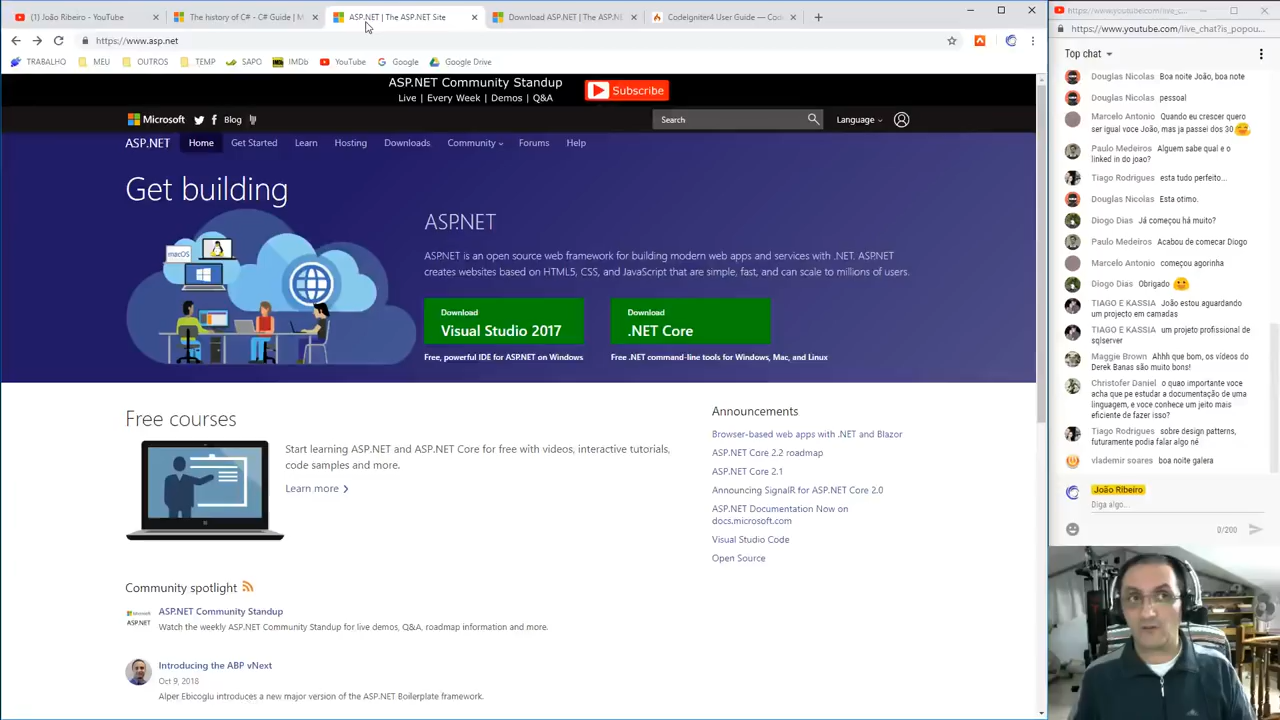 (1) João Ribeiro - YouTube
The history of C# - C# Guide | M
ASP.NET | The ASP.NET Site
Download ASP.NET | The ASP.N
CodeIgniter4 User Guide — Cod
https://www.asp.net
TRABALHO
MEU
OUTROS
TEMP
SAPO
IMDb
YouTube
Google
Google Drive
ASP.NET Community Standup
Live | Every Week | Demos | Q&A
Subscribe
Microsoft
Blog
Search
Language
ASP.NET
Home
Get Started
Learn
Hosting
Downloads
Community
Forums
Help
Get building
macOS
ASP.NET
ASP.NET is an open source web framework for building modern web apps and services with .NET. ASP.NET
creates websites based on HTML5, CSS, and JavaScript that are simple, fast, and can scale to millions of users.
Download
Visual Studio 2017
Free, powerful IDE for ASP.NET on Windows
Download
.NET Core
Free .NET command-line tools for Windows, Mac, and Linux
Free courses
Start learning ASP.NET and ASP.NET Core for free with videos, interactive tutorials,
code samples and more.
Learn more
Announcements
Browser-based web apps with .NET and Blazor
ASP.NET Core 2.2 roadmap
ASP.NET Core 2.1
Announcing SignalR for ASP.NET Core 2.0
ASP.NET Documentation Now on
docs.microsoft.com
Visual Studio Code
Open Source
Community spotlight
Microsoft
ASP.NET
ASP.NET Community Standup
Watch the weekly ASP.NET Community Standup for live demos, Q&A, roadmap information and more.
Introducing the ABP vNext
Oct 9, 2018
Alper Ebicoglu introduces a new major version of the ASP.NET Boilerplate framework.
https://www.youtube.com/live_chat?is_popou...
https://www.youtube.com/live_chat?is_popou...
Top chat
Douglas Nicolas Boa noite João, boa note
Douglas Nicolas pessoal!
Marcelo Antonio Quando eu crescer quero
ser igual voce João, mas ja passei dos 30
Paulo Medeiros Alguem sabe qual e o
linked in do joao?
Tiago Rodrigues esta tudo perfeito...
Douglas Nicolas Esta otimo.
Diogo Dias Já começou há muito?
Paulo Medeiros Acabou de comecar Diogo
Marcelo Antonio começou agorinha
Diogo Dias Obrigado
TIAGO E KASSIA João estou aguardando
um projeto em camadas
TIAGO E KASSIA um projeto profissional de
sqlserver
Maggie Brown Ahhh que bom, os vídeos do
Derek Banas são muito bons!
Christofer Daniel o quao importante voce
acha que pe estudar a documentação de uma
linguagem, e voce conhece um jeito mais
eficiente de fazer isso?
Tiago Rodrigues sobre design patterns,
futuramente podia falar algo né
vlademir soares boa noite galera
João Ribeiro
Diga algo...
0/200